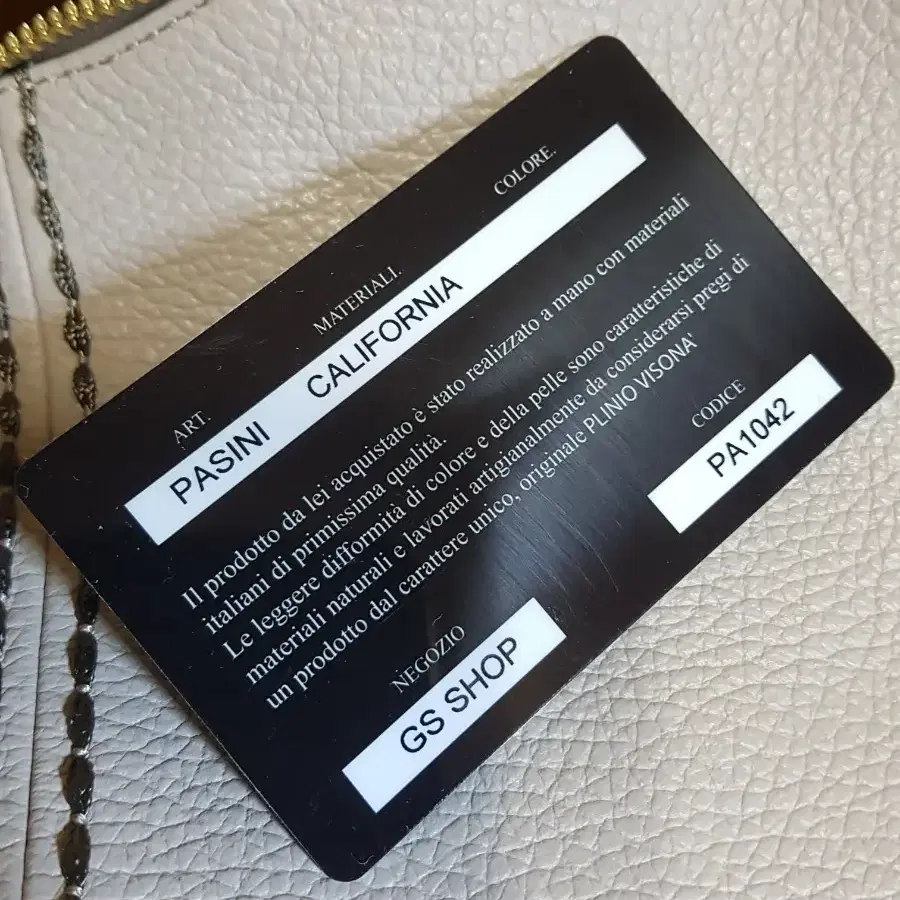 ART. MATERIALI. COLORE.
PASINI CALIFORNIA
Il prodotto da lei acquistato è stato realizzato a mano con materiali
italiani di primissima qualità.
Le leggere difformità di colore e della pelle sono caratteristiche di
materiali naturali e lavorati artigianalmente da considerarsi pregi di
un prodotto dal carattere unico, originale PLINIO VISONA'
NEGOZIO CODICE
GS SHOP PA1042